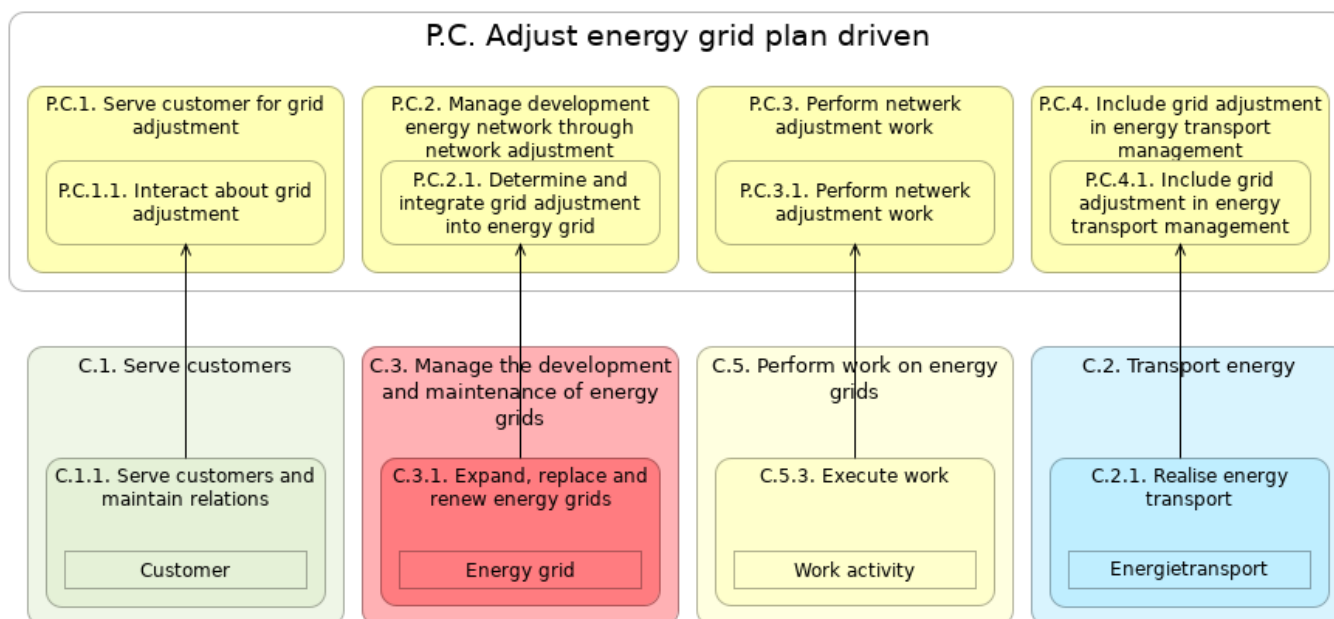 P.C. Adjust energy grid plan driven
P.C.1. Serve customer for grid
adjustment
P.C.1.1. Interact about grid
adjustment
P.C.2. Manage development
energy network through
network adjustment
P.C.2.1. Determine and
integrate grid adjustment
into energy grid
P.C.3. Perform netwerk
adjustment work
P.C.3.1. Perform netwerk
adjustment work
P.C.4. Include grid adjustment
in energy transport
management
P.C.4.1. Include grid
adjustment in energy
transport management
C.1. Serve customers
C.1.1. Serve customers and
maintain relations
Customer
C.3. Manage the development
and maintenance of energy
grids
C.3.1. Expand, replace and
renew energy grids
Energy grid
C.5. Perform work on energy
grids
C.5.3. Execute work
Work activity
C.2. Transport energy
C.2.1. Realise energy
transport
Energietransport